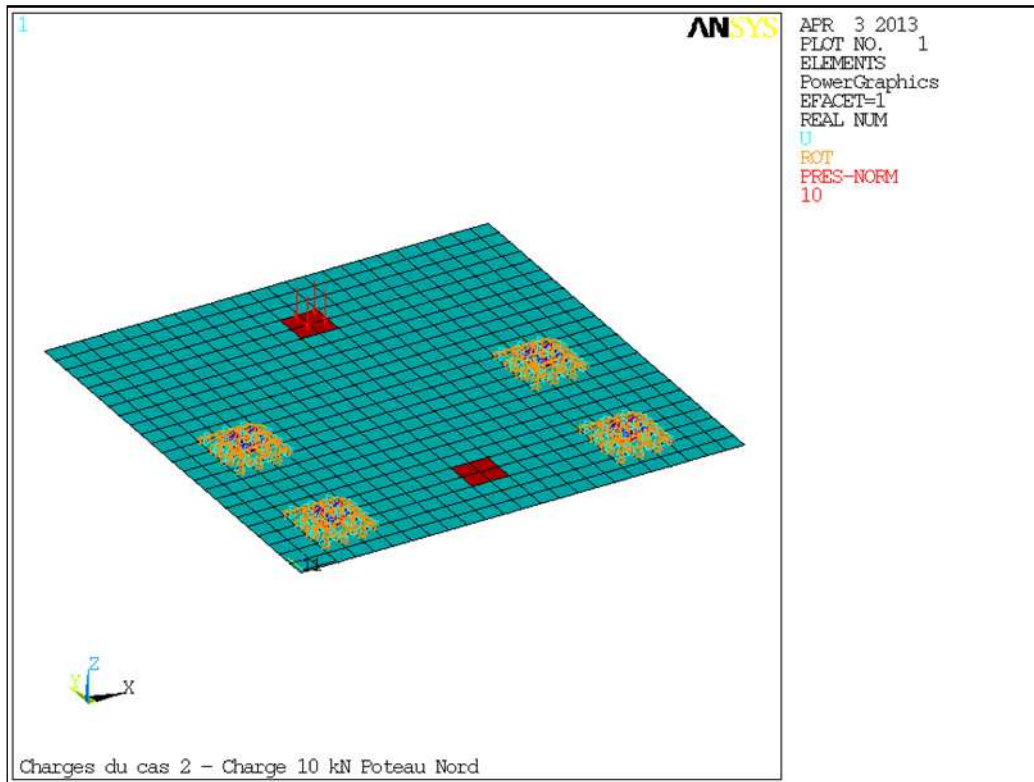 1
ANSYS
APR 3 2013
PLOT NO. 1
ELEMENTS
PowerGraphics
EFACET=1
REAL NUM
U
ROT
PRES-NORM
10
Z
Y
X
Charges du cas 2 - Charge 10 kN Poteau Nord